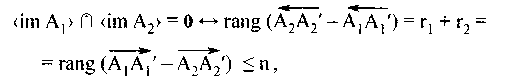 ‹im A₁› ∩ ‹im A₂› = 0 ↔ rang (A₂A₂′ – A₁A₁′) = r₁ + r₂ =
= rang (A₁A₁′ – A₂A₂′) ≤ n ,